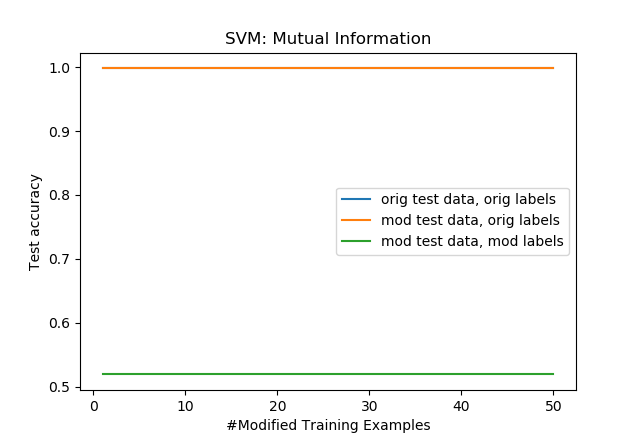 SVM: Mutual Information
1.0
0.9
0.8
0.7
0.6
0.5
Test accuracy
orig test data, orig labels
mod test data, orig labels
mod test data, mod labels
0 10 20 30 40 50
#Modified Training Examples